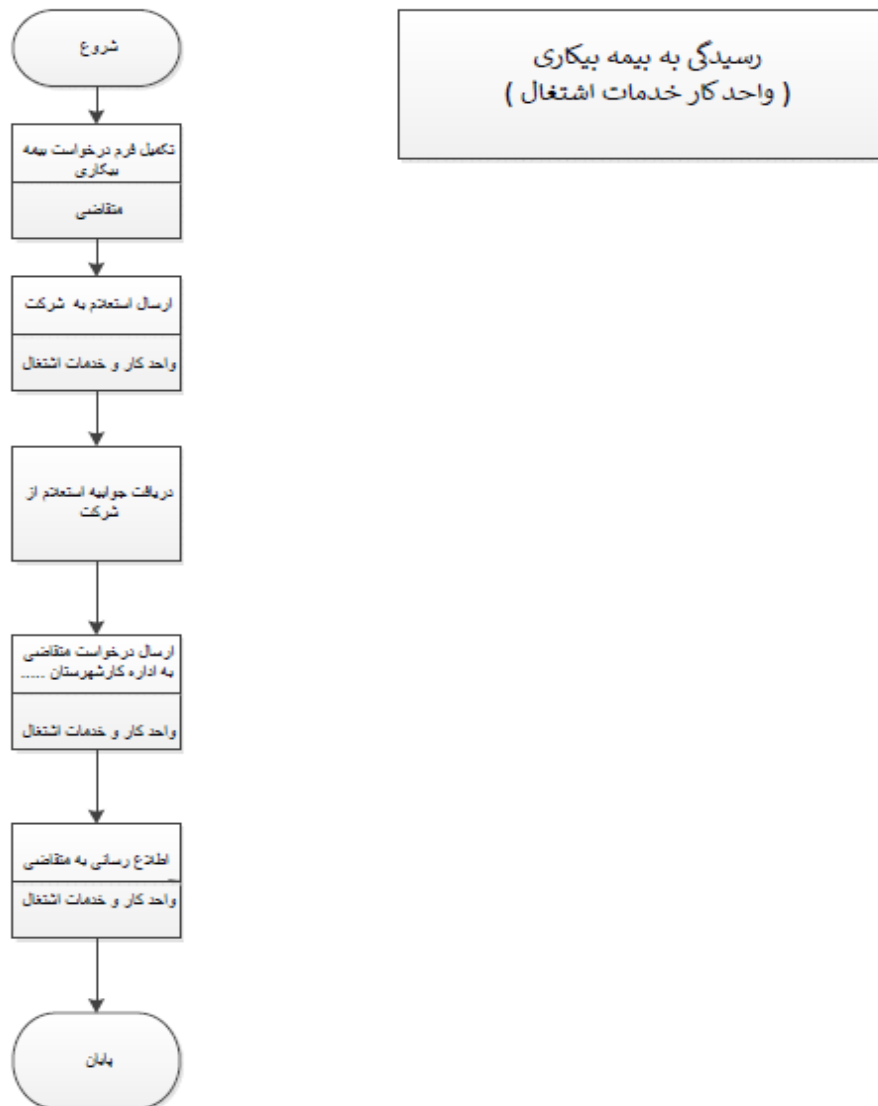 رسیدگی به بیمه بیکاری
( واحد کار خدمات اشتغال )
شروع
تکمیل فرم درخواست بیمه
بیکاری
متقاضی
ارسال استعلام به شرکت
واحد کار و خدمات اشتغال
دریافت جوابیه استعلام از
شرکت
ارسال درخواست متقاضی
به اداره کارشهرستان .....
واحد کار و خدمات اشتغال
اطلاع رسانی به متقاضی
واحد کار و خدمات اشتغال
پایان